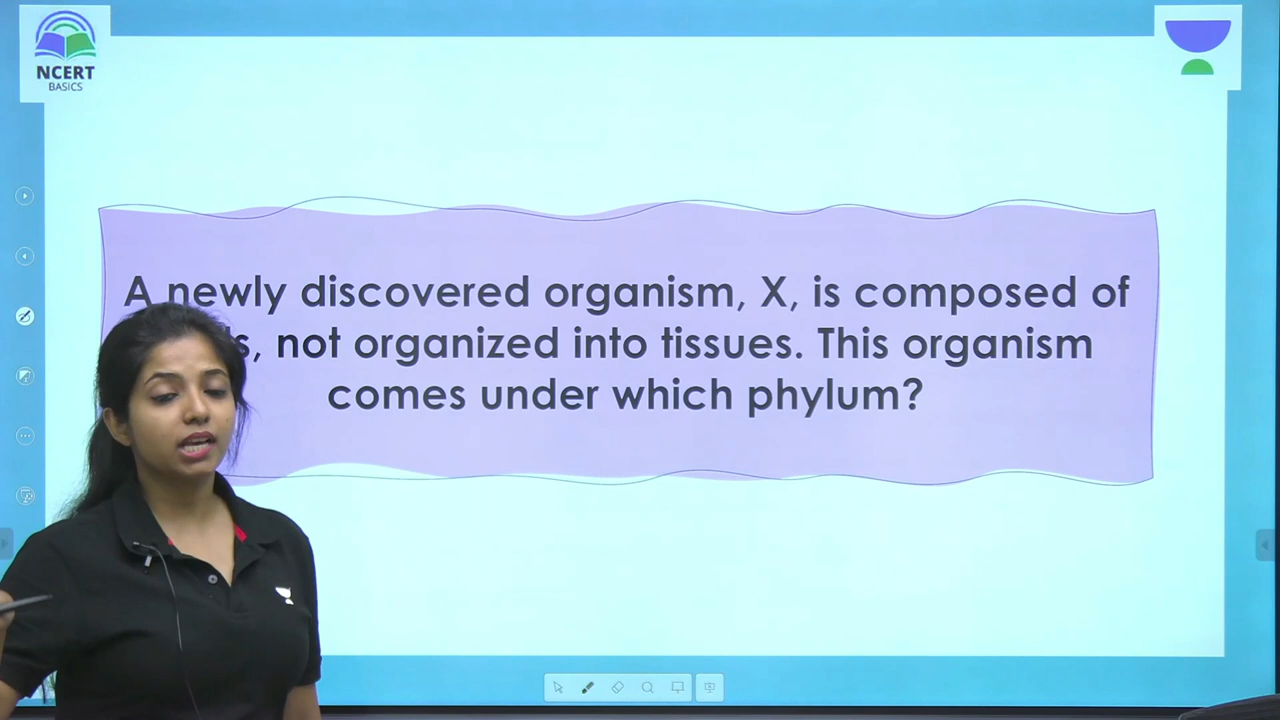 NCERT
BASICS
A newly discovered organism, X, is composed of
not organized into tissues. This organism
comes under which phylum?